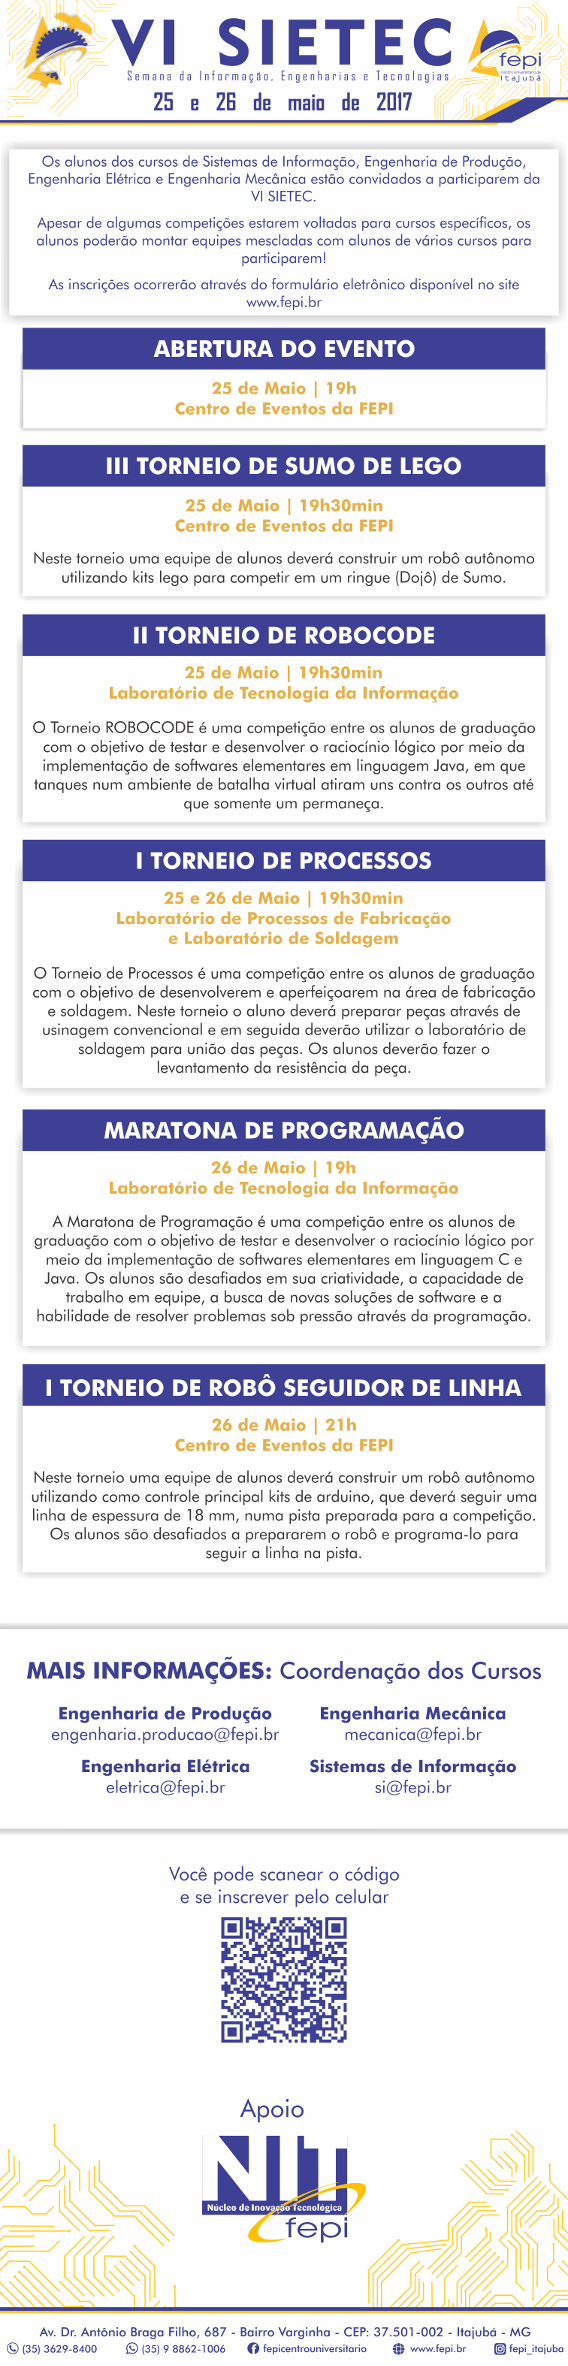 VI SIETEC
Semana da Informação, Engenharias e Tecnologias
fepi
Centro Universitário de
Itajubá
25 e 26 de maio de 2017
Os alunos dos cursos de Sistemas de Informação, Engenharia de Produção,
Engenharia Elétrica e Engenharia Mecânica estão convidados a participarem da
VI SIETEC.
Apesar de algumas competições estarem voltadas para cursos específicos, os
alunos poderão montar equipes mescladas com alunos de vários cursos para
participarem!
As inscrições ocorrerão através do formulário eletrônico disponível no site
www.fepi.br
ABERTURA DO EVENTO
25 de Maio | 19h
Centro de Eventos da FEPI
III TORNEIO DE SUMO DE LEGO
25 de Maio | 19h30min
Centro de Eventos da FEPI
Neste torneio uma equipe de alunos deverá construir um robô autônomo
utilizando kits lego para competir em um ringue (Dojô) de Sumo.
II TORNEIO DE ROBOCODE
25 de Maio | 19h30min
Laboratório de Tecnologia da Informação
O Torneio ROBOCODE é uma competição entre os alunos de graduação
com o objetivo de testar e desenvolver o raciocínio lógico por meio da
implementação de softwares elementares em linguagem Java, em que
tanques num ambiente de batalha virtual atiram uns contra os outros até
que somente um permaneça.
I TORNEIO DE PROCESSOS
25 e 26 de Maio | 19h30min
Laboratório de Processos de Fabricação
e Laboratório de Soldagem
O Torneio de Processos é uma competição entre os alunos de graduação
com o objetivo de desenvolverem e aperfeiçoarem na área de fabricação
e soldagem. Neste torneio o aluno deverá preparar peças através de
usinagem convencional e em seguida deverão utilizar o laboratório de
soldagem para união das peças. Os alunos deverão fazer o
levantamento da resistência da peça.
MARATONA DE PROGRAMAÇÃO
26 de Maio | 19h
Laboratório de Tecnologia da Informação
A Maratona de Programação é uma competição entre os alunos de
graduação com o objetivo de testar e desenvolver o raciocínio lógico por
meio da implementação de softwares elementares em linguagem C e
Java. Os alunos são desafiados em sua criatividade, a capacidade de
trabalho em equipe, a busca de novas soluções de software e a
habilidade de resolver problemas sob pressão através da programação.
I TORNEIO DE ROBÔ SEGUIDOR DE LINHA
26 de Maio | 21h
Centro de Eventos da FEPI
Neste torneio uma equipe de alunos deverá construir um robô autônomo
utilizando como controle principal kits de arduino, que deverá seguir uma
linha de espessura de 18 mm, numa pista preparada para a competição.
Os alunos são desafiados a prepararem o robô e programa-lo para
seguir a linha na pista.
MAIS INFORMAÇÕES: Coordenação dos Cursos
Engenharia de Produção
engenharia.producao@fepi.br
Engenharia Mecânica
mecanica@fepi.br
Engenharia Elétrica
eletrica@fepi.br
Sistemas de Informação
si@fepi.br
Você pode scanear o código
e se inscrever pelo celular
Apoio
NIT
Núcleo de Inovação Tecnológica
fepi
Av. Dr. Antônio Braga Filho, 687 - Bairro Varginha - CEP: 37.501-002 - Itajubá - MG
(35) 3629-8400 (35) 9 8862-1006 fepicentrouniversitario www.fepi.br fepi_itajuba